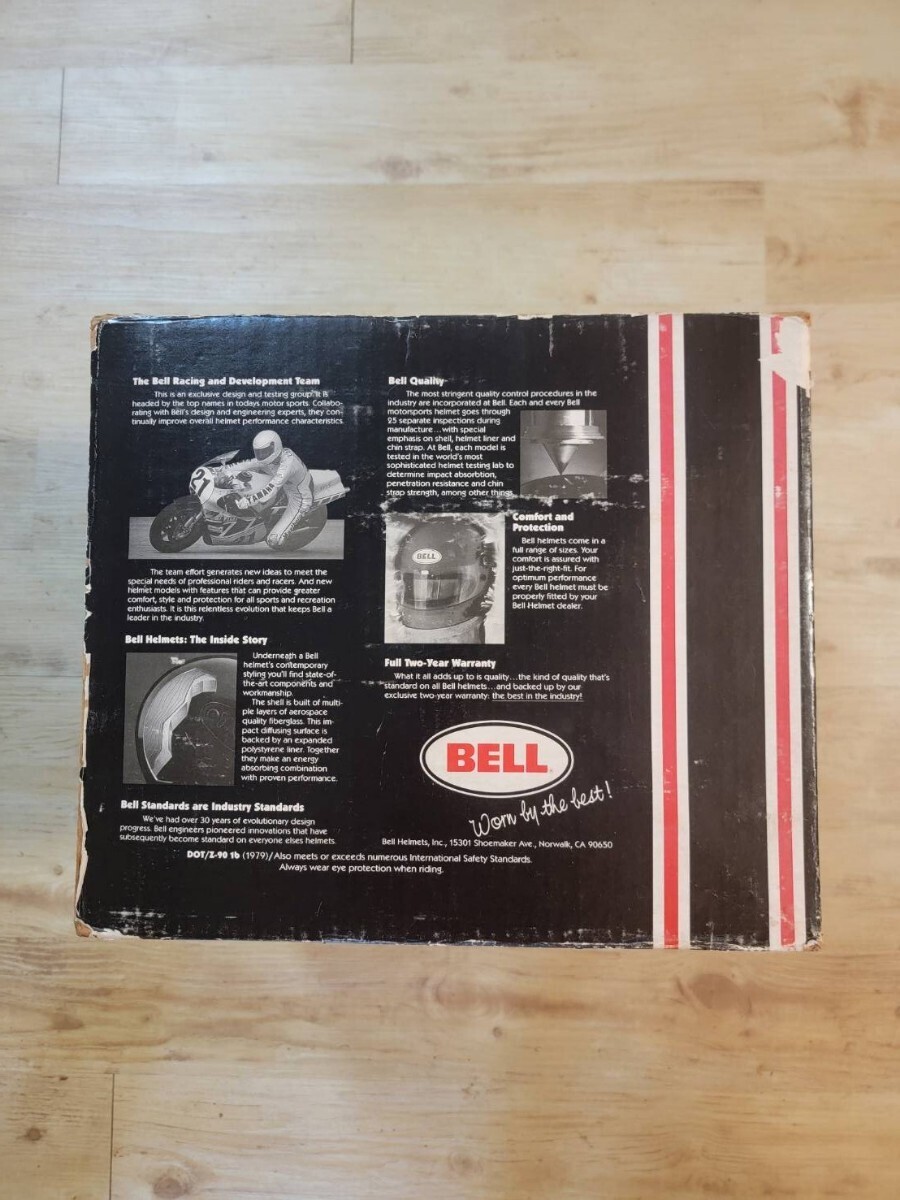 The Bell Racing and Development Team
This is an exclusive design and testing group. It is
headed by the top names in todays motor sports. Collabo-
rating with Bell's design and engineering experts, they con-
tinually improve overall helmet performance characteristics.
21
YAMAHA
The team effort generates new ideas to meet the
special needs of professional riders and racers. And new
helmet models with features that can provide greater
comfort, style and protection for all sports and recreation
enthusiasts. It is this relentless evolution that keeps Bell a
leader in the industry.
Bell Helmets: The Inside Story
Underneath a Bell
helmet's contemporary
styling you'll find state-of-
the-art components and
workmanship.
The shell is built of multi-
ple layers of aerospace
quality fiberglass. This im-
pact diffusing surface is
backed by an expanded
polystyrene liner. Together
they make an energy
absorbing combination
with proven performance.
Bell Standards are Industry Standards
We've had over 30 years of evolutionary design
progress. Bell engineers pioneered innovations that have
subsequently become standard on everyone elses helmets.
Bell Quality
The most stringent quality control procedures in the
industry are incorporated at Bell. Each and every Bell
motorsports helmet goes through
25 separate inspections during
manufacture...with special
emphasis on shell, helmet liner and
chin strap. At Bell, each model is
tested in the world's most
sophisticated helmet testing lab to
determine impact absorbtion,
penetration resistance and chin
strap strength, among other things.
BELL
Comfort and
Protection
Bell helmets come in a
full range of sizes. Your
comfort is assured with
just-the-right-fit. For
optimum performance
every Bell helmet must be
properly fitted by your
Bell Helmet dealer.
Full Two-Year Warranty
What it all adds up to is quality...the kind of quality that's
standard on all Bell helmets...and backed up by our
exclusive two-year warranty: the best in the industry!
BELL
Worn by the best!
Bell Helmets, Inc., 15301 Shoemaker Ave., Norwalk, CA 90650
DOT/Z-90 1b (1979)/Also meets or exceeds numerous International Safety Standards.
Always wear eye protection when riding.